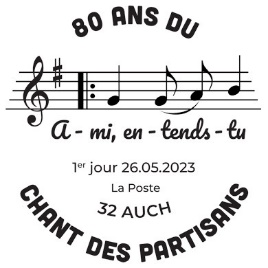 80 ANS DU
A - mi, en - tends - tu
1er jour 26.05.2023
La Poste
32 AUCH
CHANT DES PARTISANS